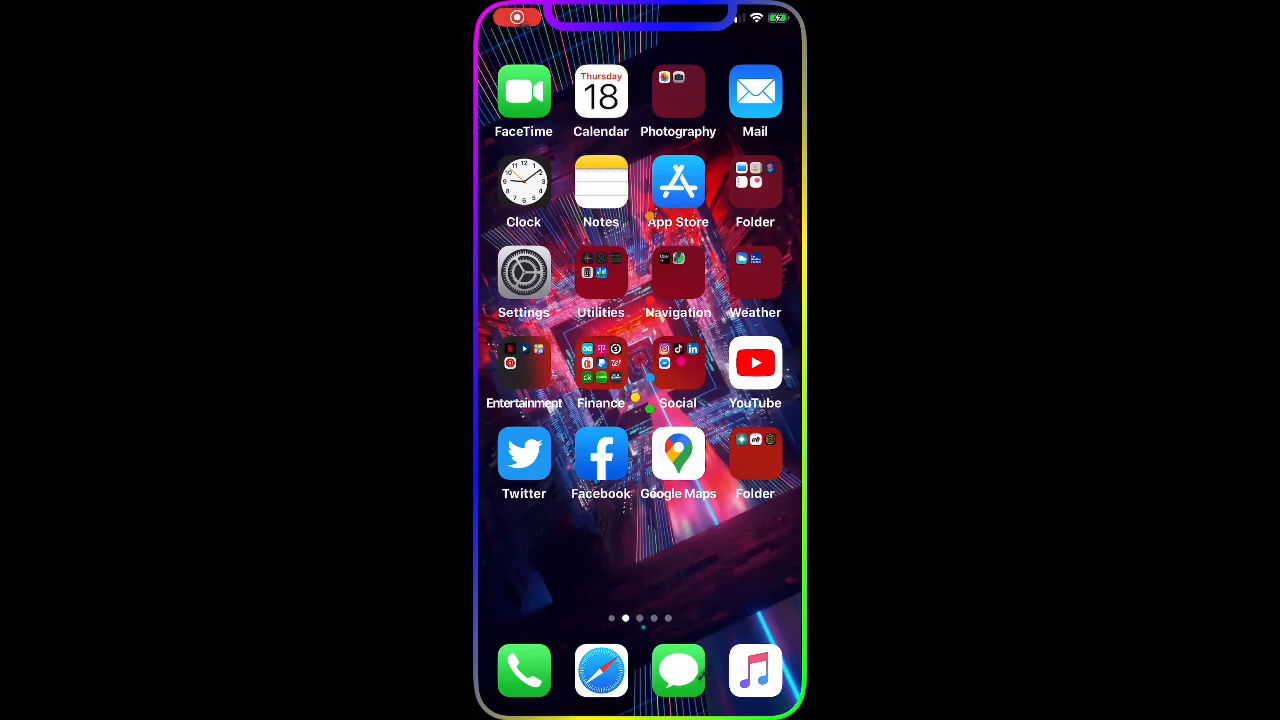 FaceTime
Thursday
18
Calendar
Photography
Mail
Clock
Notes
App Store
Folder
Settings
Utilities
Navigation
Weather
Entertainment
Finance
Social
YouTube
Twitter
Facebook
Google Maps
Folder